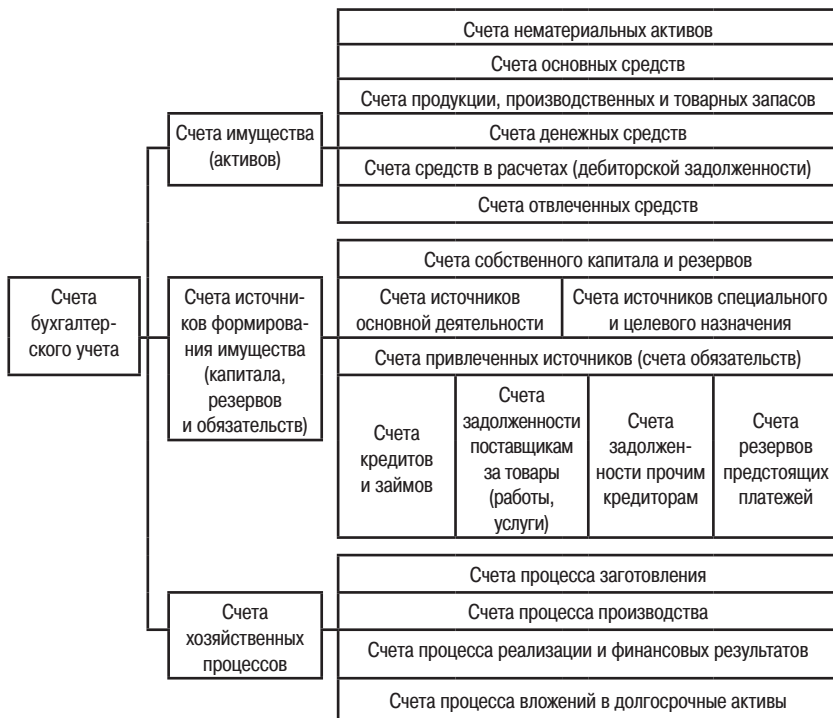 Счета нематериальных активов
Счета основных средств
Счета продукции, производственных и товарных запасов
Счета имущества
(активов)
Счета денежных средств
Счета средств в расчетах (дебиторской задолженности)
Счета отвлеченных средств
Счета
бухгалтер-
ского учета
Счета источни-
ков формирова-
ния имущества
(капитала,
резервов
и обязательств)
Счета собственного капитала и резервов
Счета источников
основной деятельности
Счета источников специального
и целевого назначения
Счета привлеченных источников (счета обязательств)
Счета
кредитов
и займов
Счета
задолженности
поставщикам
за товары
(работы,
услуги)
Счета
задолжен-
ности прочим
кредиторам
Счета
резервов
предстоящих
платежей
Счета
хозяйственных
процессов
Счета процесса заготовления
Счета процесса производства
Счета процесса реализации и финансовых результатов
Счета процесса вложений в долгосрочные активы